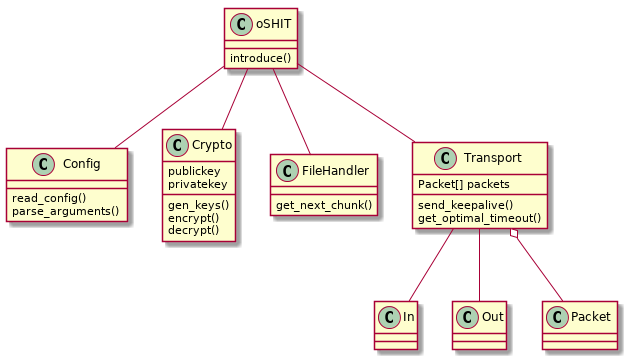 C oSHIT
introduce()
C Config
read_config()
parse_arguments()
C Crypto
publickey
privatekey
gen_keys()
encrypt()
decrypt()
C FileHandler
get_next_chunk()
C Transport
Packet[] packets
send_keepalive()
get_optimal_timeout()
C In
C Out
C Packet